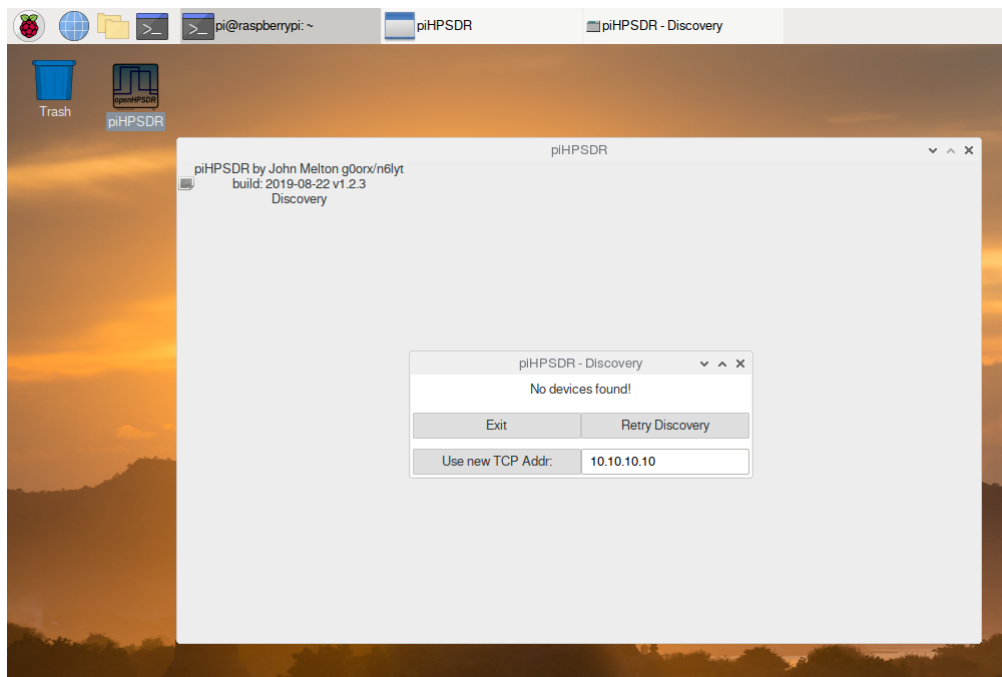 pi@raspberrypi: ~
piHPSDR
piHPSDR - Discovery
Trash
openHPSDR
piHPSDR
piHPSDR
piHPSDR by John Melton g0orx/n6lyt
build: 2019-08-22 v1.2.3
Discovery
piHPSDR - Discovery
No devices found!
Exit
Retry Discovery
Use new TCP Addr:
10.10.10.10